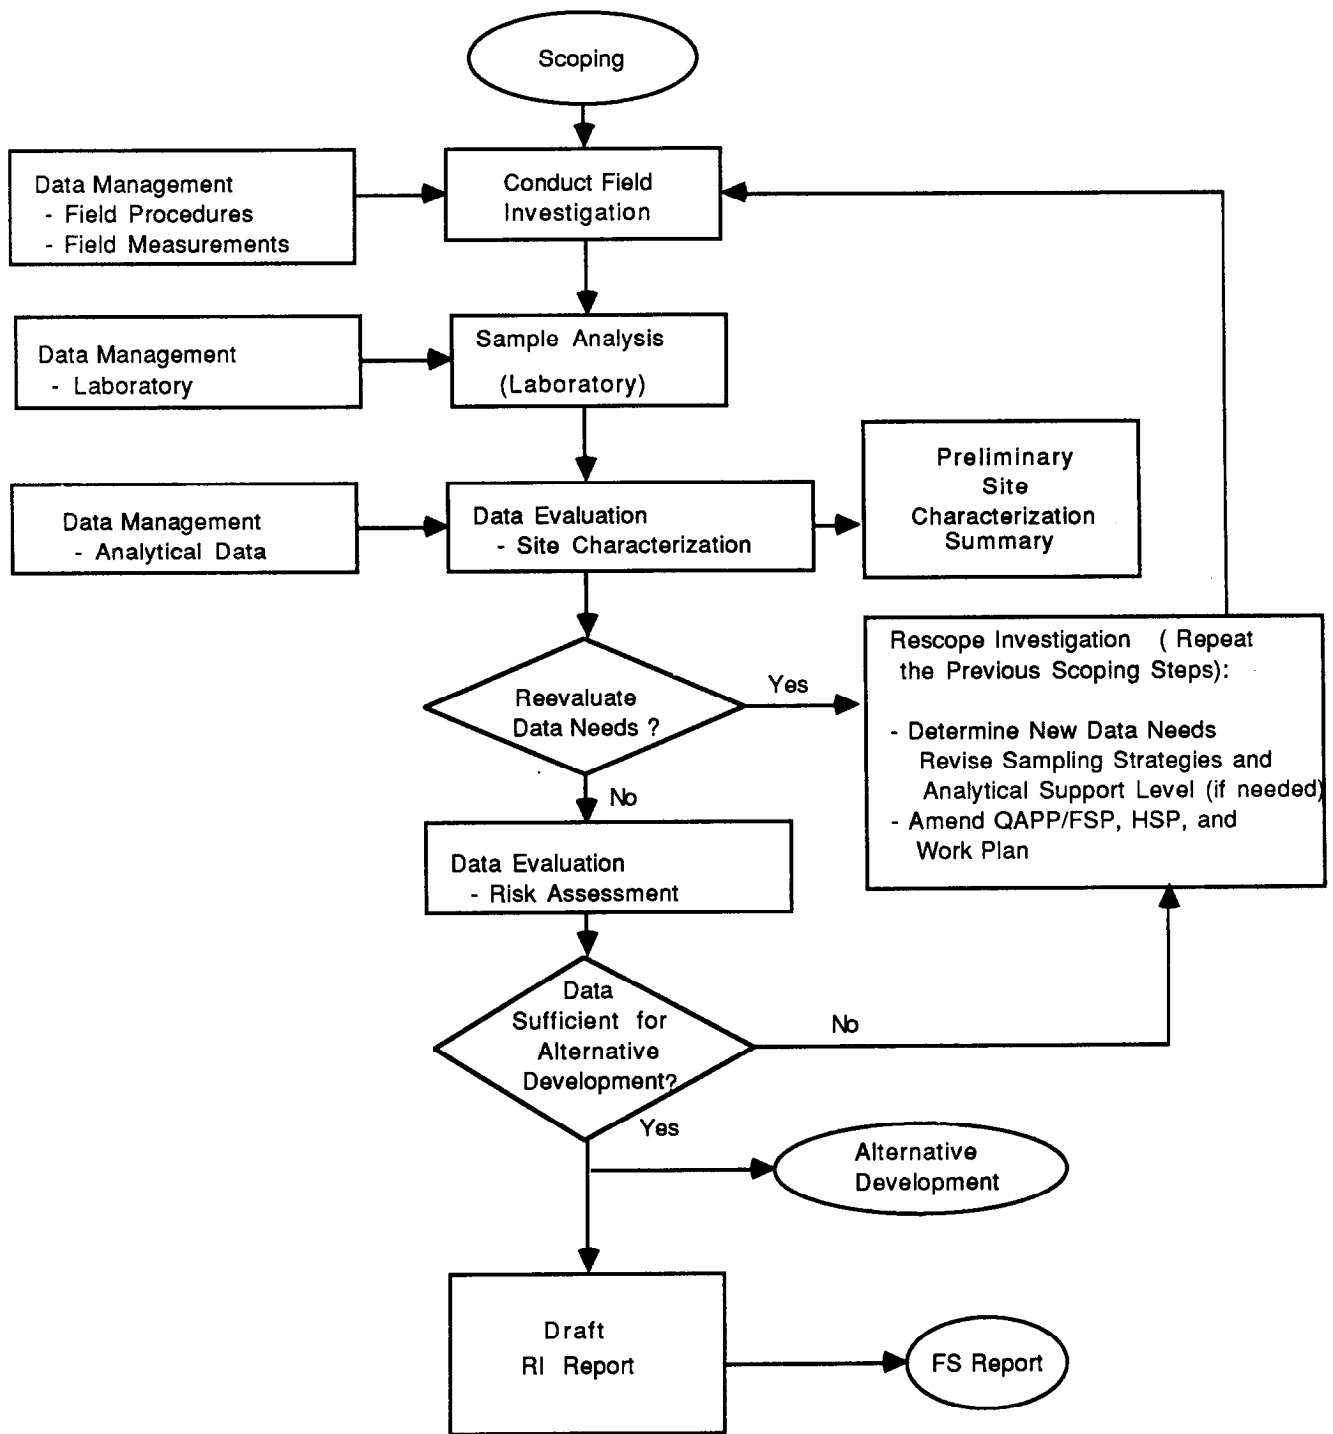 Scoping
Data Management
- Field Procedures
- Field Measurements
Conduct Field
Investigation
Data Management
- Laboratory
Sample Analysis
(Laboratory)
Data Management
- Analytical Data
Data Evaluation
- Site Characterization
Preliminary
Site
Characterization
Summary
Reevaluate
Data Needs ?
Yes
No
Rescope Investigation ( Repeat
the Previous Scoping Steps):
- Determine New Data Needs
Revise Sampling Strategies and
Analytical Support Level (if needed)
- Amend QAPP/FSP, HSP, and
Work Plan
Data Evaluation
- Risk Assessment
Data
Sufficient for
Alternative
Development?
No
Yes
Alternative
Development
Draft
RI Report
FS Report